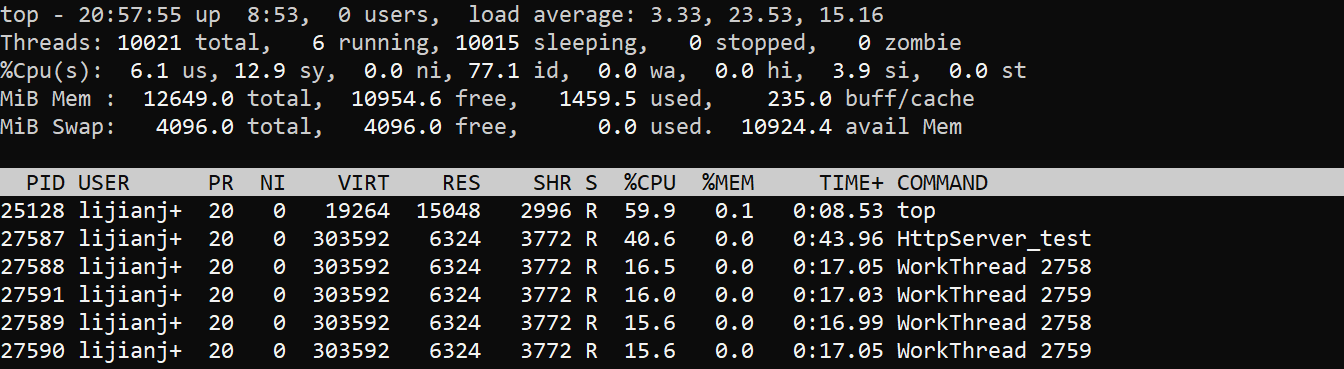 top - 20:57:55 up  8:53,  0 users,  load average: 3.33, 23.53, 15.16
Threads: 10021 total,   6 running, 10015 sleeping,   0 stopped,   0 zombie
%Cpu(s):  6.1 us, 12.9 sy,  0.0 ni, 77.1 id,  0.0 wa,  0.0 hi,  3.9 si,  0.0 st
MiB Mem :  12649.0 total,  10954.6 free,   1459.5 used,    235.0 buff/cache
MiB Swap:   4096.0 total,   4096.0 free,      0.0 used.  10924.4 avail Mem
  PID USER      PR  NI    VIRT    RES    SHR S  %CPU  %MEM     TIME+ COMMAND
25128 lijianj+  20   0   19264  15048   2996 R  59.9   0.1   0:08.53 top
27587 lijianj+  20   0  303592   6324   3772 R  40.6   0.0   0:43.96 HttpServer_test
27588 lijianj+  20   0  303592   6324   3772 R  16.5   0.0   0:17.05 WorkThread 2758
27591 lijianj+  20   0  303592   6324   3772 R  16.0   0.0   0:17.03 WorkThread 2759
27589 lijianj+  20   0  303592   6324   3772 R  15.6   0.0   0:16.99 WorkThread 2758
27590 lijianj+  20   0  303592   6324   3772 R  15.6   0.0   0:17.05 WorkThread 2759